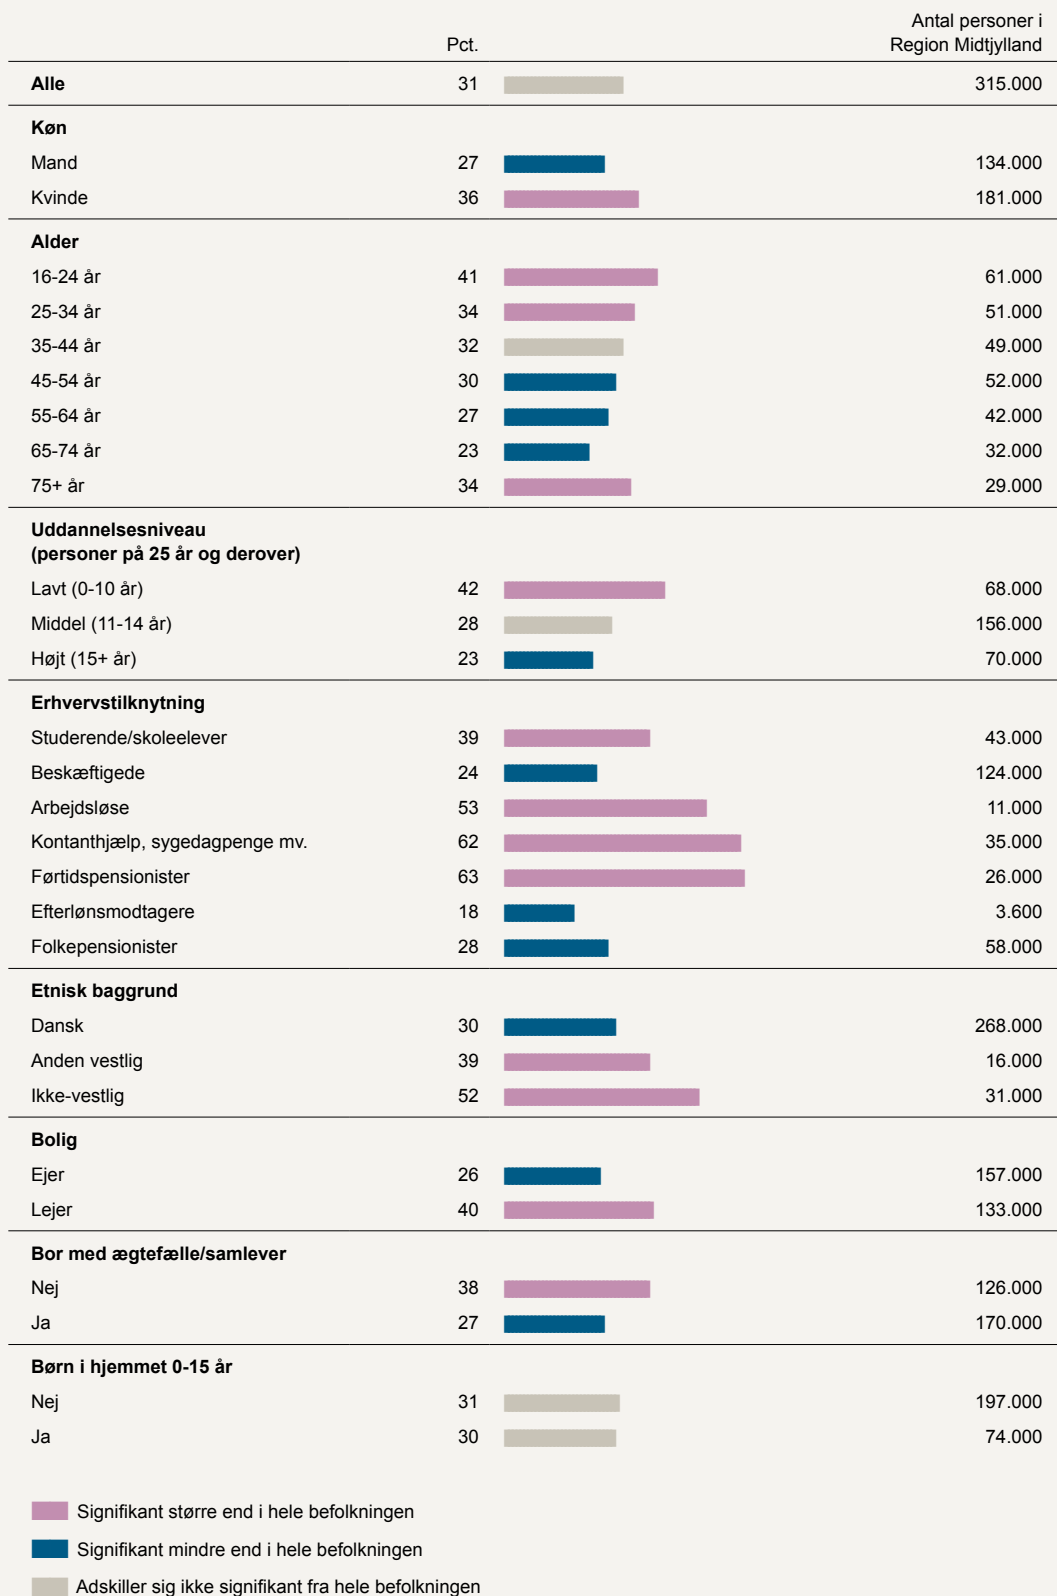 Antal personer i
Pct. Region Midtjylland
Alle 31 315.000
Køn
Mand 27 134.000
Kvinde 36 181.000
Alder
16-24 år 41 61.000
25-34 år 34 51.000
35-44 år 32 49.000
45-54 år 30 52.000
55-64 år 27 42.000
65-74 år 23 32.000
75+ år 34 29.000
Uddannelsesniveau
(personer på 25 år og derover)
Lavt (0-10 år) 42 68.000
Middel (11-14 år) 28 156.000
Højt (15+ år) 23 70.000
Erhvervstilknytning
Studerende/skoleelever 39 43.000
Beskæftigede 24 124.000
Arbejdsløse 53 11.000
Kontanthjælp, sygedagpenge mv. 62 35.000
Førtidspensionister 63 26.000
Efterlønsmodtagere 18 3.600
Folkepensionister 28 58.000
Etnisk baggrund
Dansk 30 268.000
Anden vestlig 39 16.000
Ikke-vestlig 52 31.000
Bolig
Ejer 26 157.000
Lejer 40 133.000
Bor med ægtefælle/samlever
Nej 38 126.000
Ja 27 170.000
Børn i hjemmet 0-15 år
Nej 31 197.000
Ja 30 74.000
Signifikant større end i hele befolkningen
Signifikant mindre end i hele befolkningen
Adskiller sig ikke signifikant fra hele befolkningen